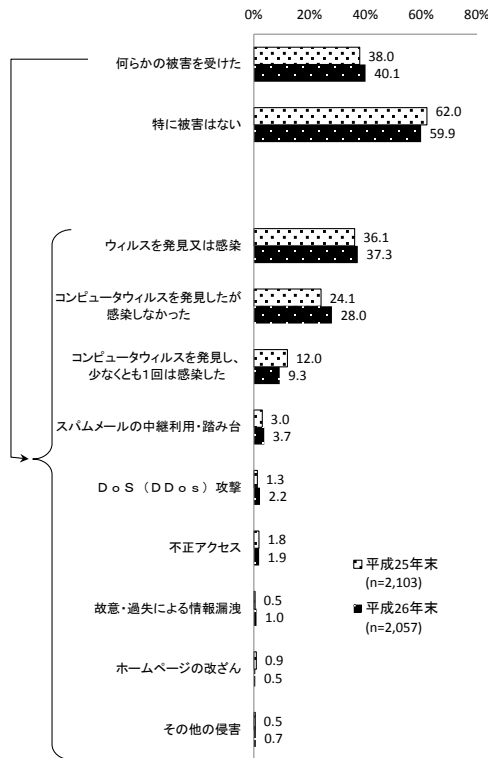 0% 20% 40% 60% 80%
何らかの被害を受けた
38.0
40.1
特に被害はない
62.0
59.9
ウィルスを発見又は感染
36.1
37.3
コンピュータウィルスを発見したが
感染しなかった
24.1
28.0
コンピュータウィルスを発見し、
少なくとも1回は感染した
12.0
9.3
スパムメールの中継利用・踏み台
3.0
3.7
DoS (DDos) 攻撃
1.3
2.2
不正アクセス
1.8
1.9
故意・過失による情報漏洩
0.5
1.0
ホームページの改ざん
0.9
0.5
その他の侵害
0.5
0.7
平成25年末
(n=2,103)
平成26年末
(n=2,057)